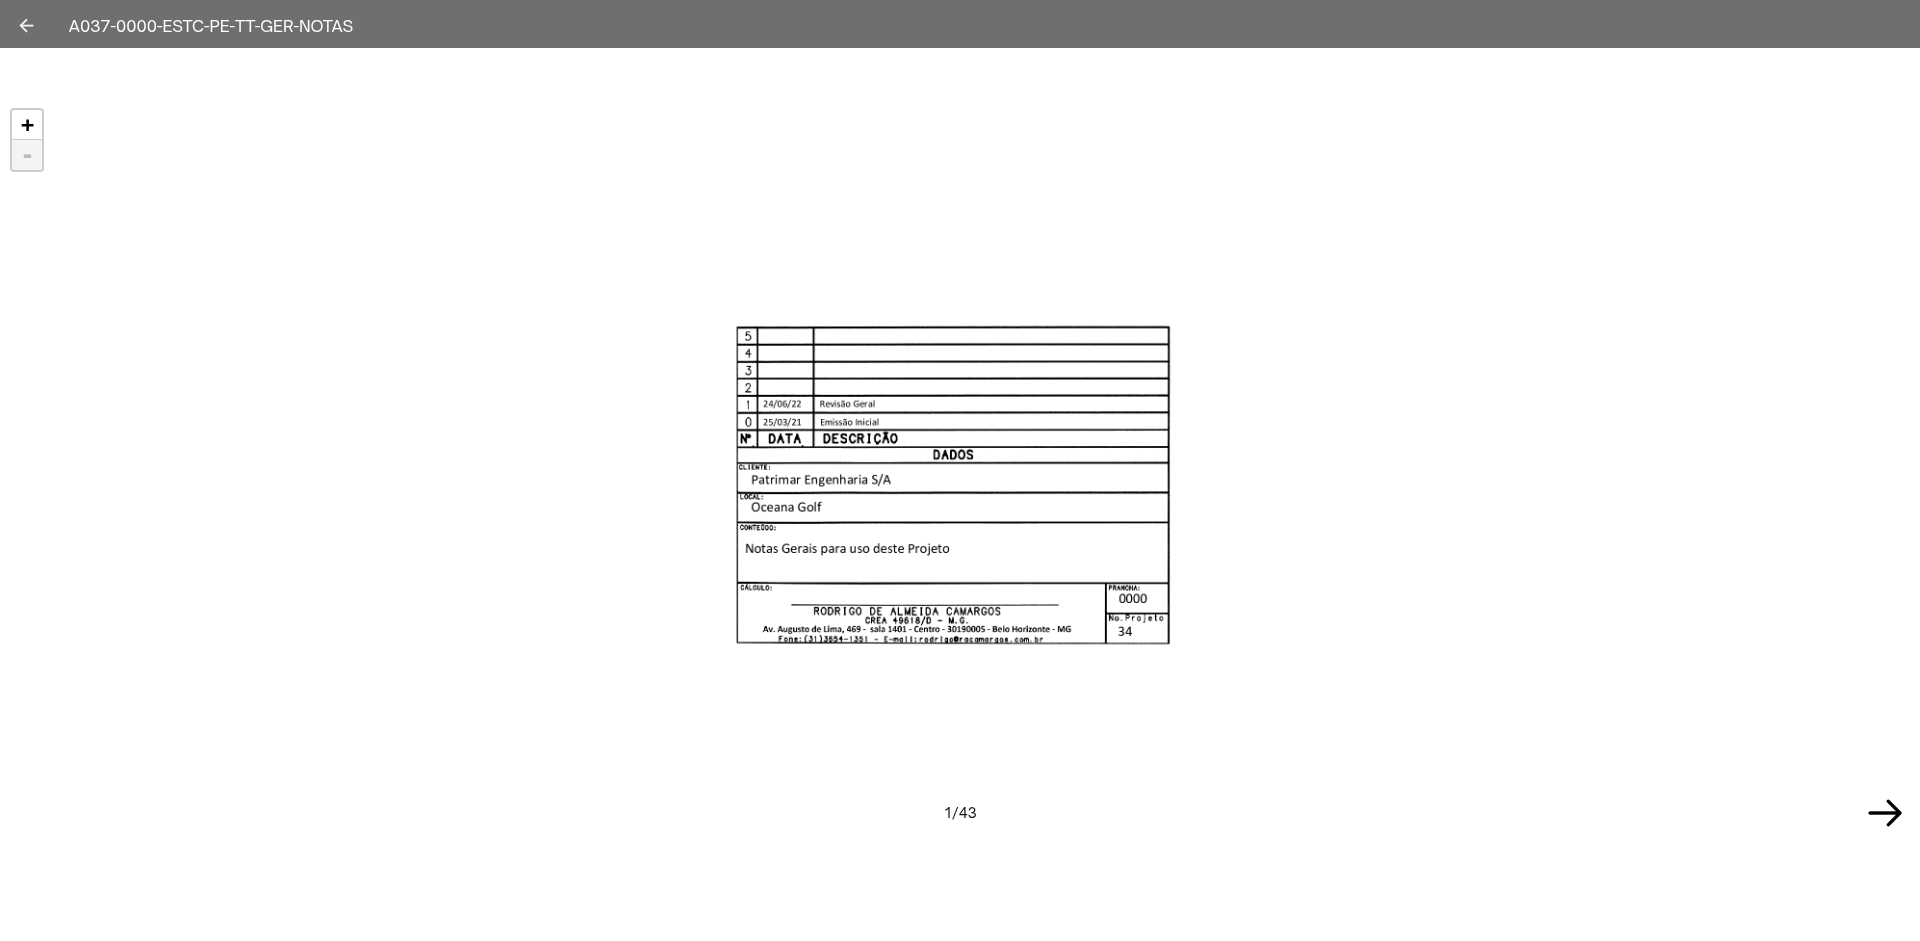 A037-0000-ESTC-PE-TT-GER-NOTAS
+
-
5
4
3
2
1 24/06/22 Revisão Geral
0 25/03/21 Emissão Inicial
Nº DATA DESCRIÇÃO
DADOS
CLIENTE:
Patrimar Engenharia S/A
LOCAL:
Oceana Golf
CONTEÚDO:
Notas Gerais para uso deste Projeto
CÁLCULO:
RODRIGO DE ALMEIDA CAMARGOS
CREA 49618/D - M.G.
Av. Augusto de Lima, 469 - sala 1401 - Centro - 30190005 - Belo Horizonte - MG
Fone:(31)3654-1351 - E-mail:rodrigo@racamargos.com.br
PRANCHA:
0000
No.Projeto
34
1/43